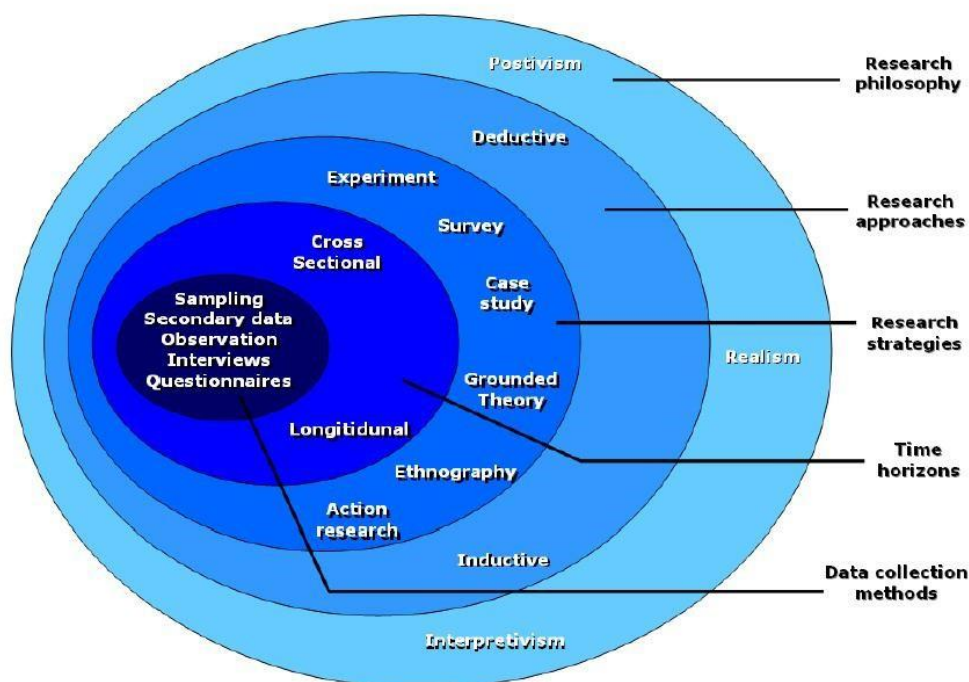 Postivism
Research
philosophy
Deductive
Experiment
Research
approaches
Survey
Cross
Sectional
Case
study
Sampling
Secondary data
Observation
Interviews
Questionnaires
Research
strategies
Realism
Grounded
Theory
Longitidunal
Time
horizons
Ethnography
Action
research
Inductive
Data collection
methods
Interpretivism